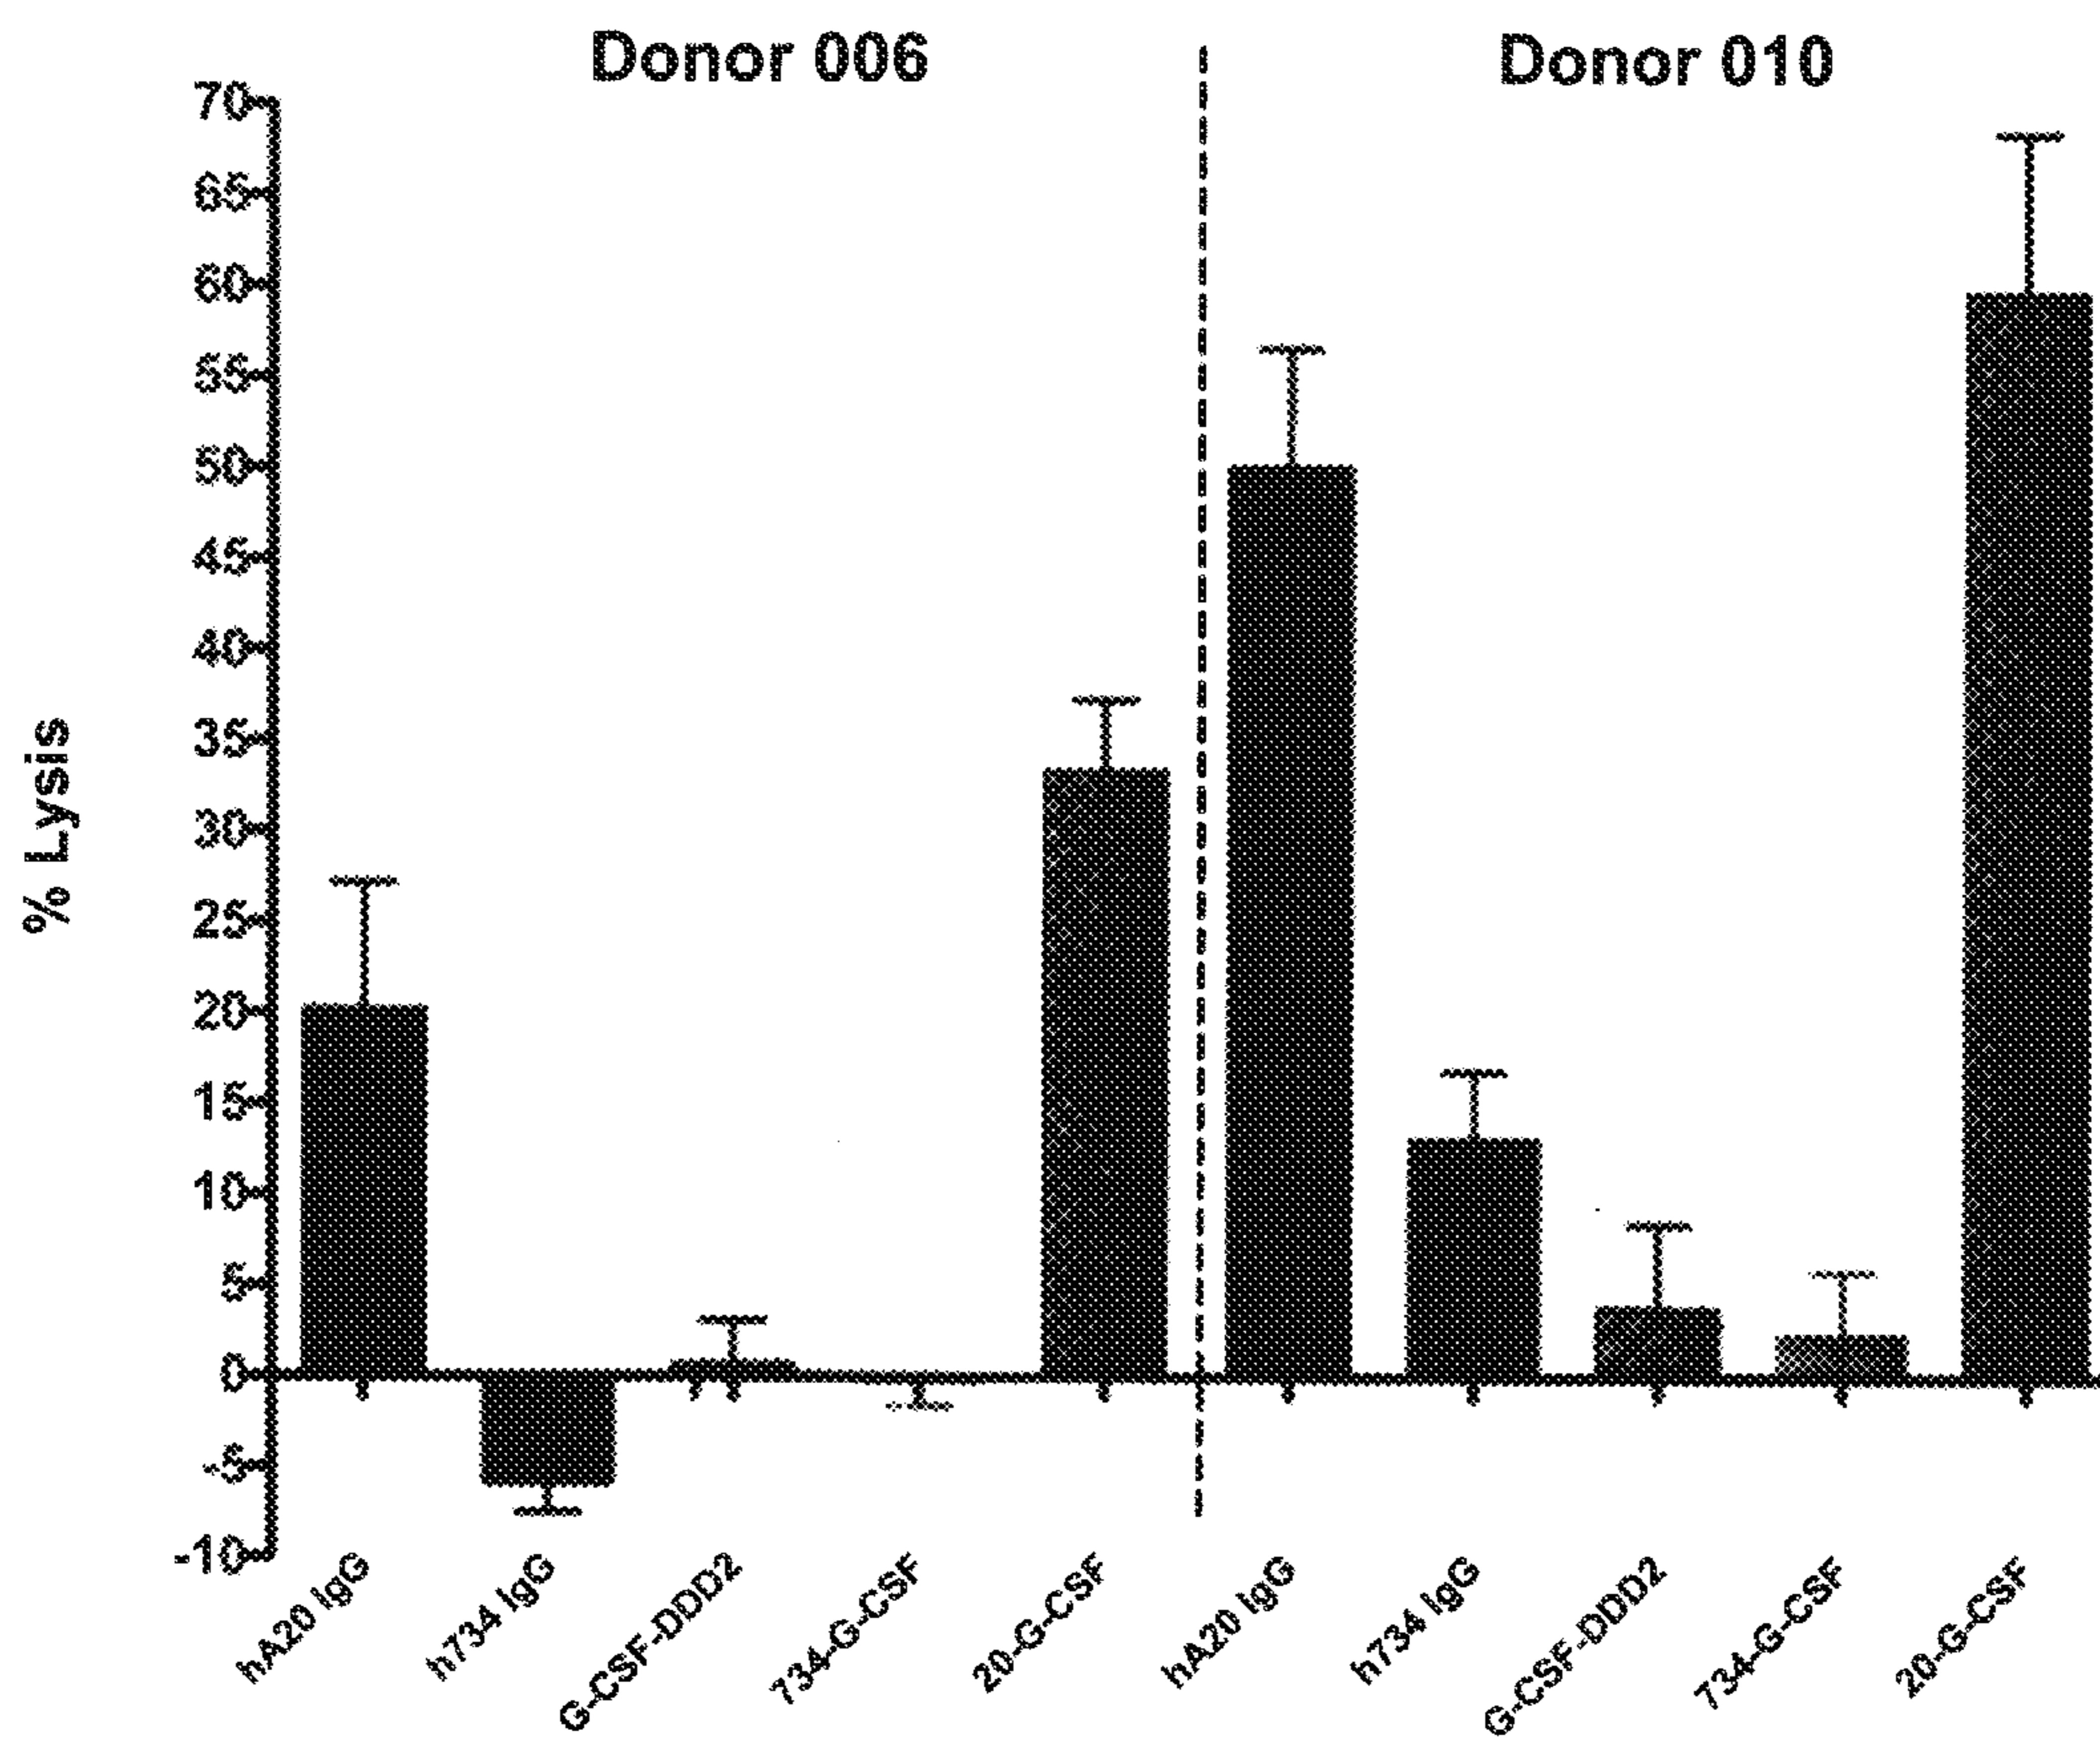 Donor 006
Donor 010
% Lysis
70
65
60
55
50
45
40
35
30
25
20
15
10
5
0
-5
-10
hA20 IgG
h734 IgG
G-CSF-DDD2
734-G-CSF
20-G-CSF
hA20 IgG
h734 IgG
G-CSF-DDD2
734-G-CSF
20-G-CSF